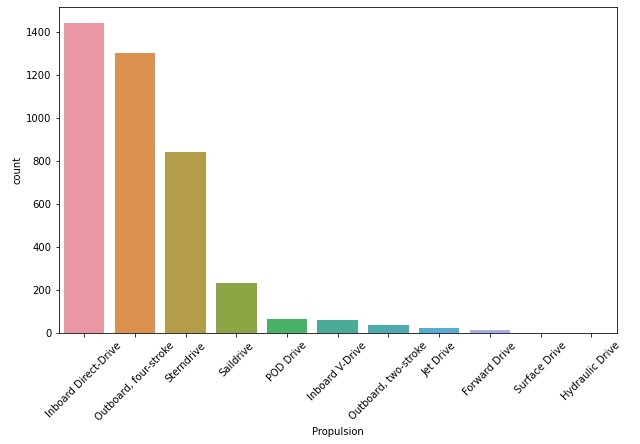 1400
1200
1000
800
600
400
200
0
count
Inboard Direct-Drive
Outboard, four-stroke
Sterndrive
Saildrive
POD Drive
Inboard V-Drive
Outboard, two-stroke
Jet Drive
Forward Drive
Surface Drive
Hydraulic Drive
Propulsion